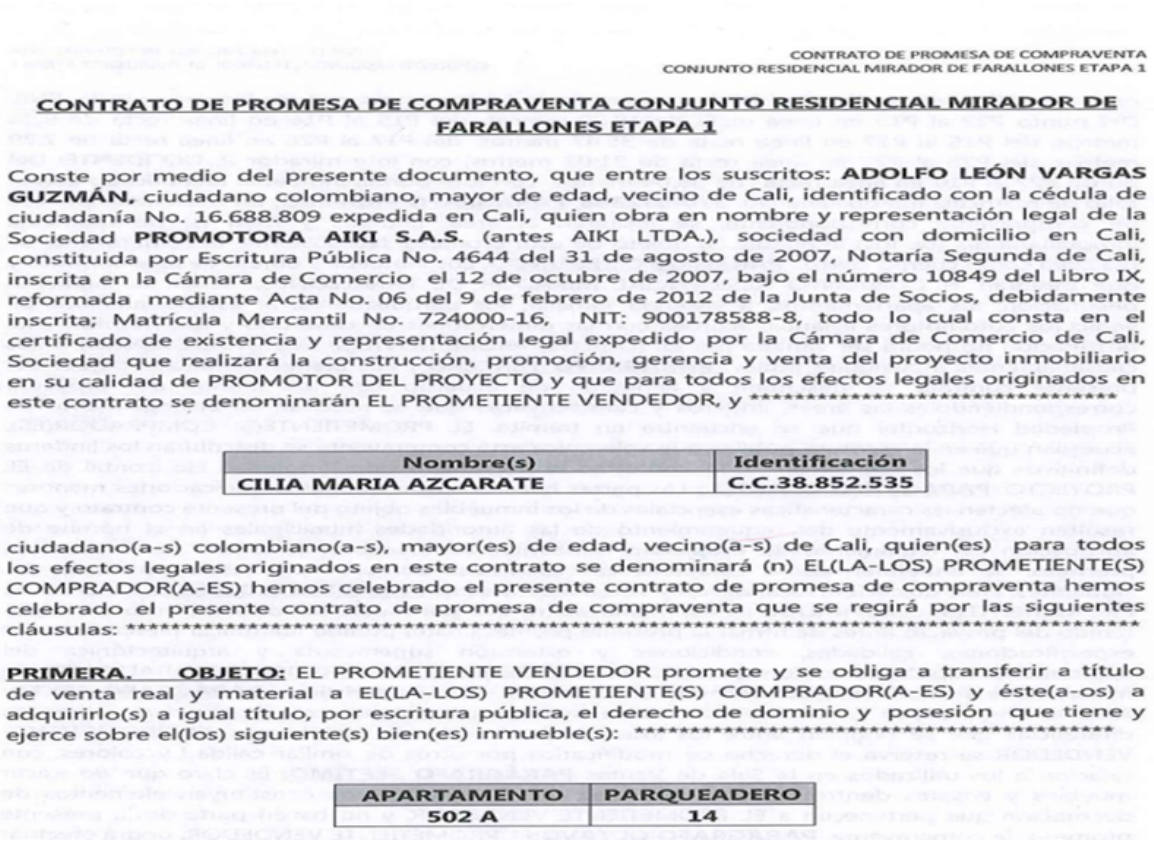 CONTRATO DE PROMESA DE COMPRAVENTA
CONJUNTO RESIDENCIAL MIRADOR DE FARALLONES ETAPA 1
CONTRATO DE PROMESA DE COMPRAVENTA CONJUNTO RESIDENCIAL MIRADOR DE
FARALLONES ETAPA 1
Conste por medio del presente documento, que entre los suscritos: ADOLFO LEÓN VARGAS
GUZMÁN, ciudadano colombiano, mayor de edad, vecino de Cali, identificado con la cédula de
ciudadanía No. 16.688.809 expedida en Cali, quien obra en nombre y representación legal de la
Sociedad PROMOTORA AIKI S.A.S. (antes AIKI LTDA.), sociedad con domicilio en Cali,
constituida por Escritura Pública No. 4644 del 31 de agosto de 2007, Notaría Segunda de Cali,
inscrita en la Cámara de Comercio el 12 de octubre de 2007, bajo el número 10849 del Libro IX,
reformada mediante Acta No. 06 del 9 de febrero de 2012 de la Junta de Socios, debidamente
inscrita; Matrícula Mercantil No. 724000-16, NIT: 900178588-8, todo lo cual consta en el
certificado de existencia y representación legal expedido por la Cámara de Comercio de Cali,
Sociedad que realizará la construcción, promoción, gerencia y venta del proyecto inmobiliario
en su calidad de PROMOTOR DEL PROYECTO y que para todos los efectos legales originados en
este contrato se denominarán EL PROMETIENTE VENDEDOR, y ************************************
Nombre(s) Identificación
CILIA MARIA AZCARATE C.C.38.852.535
ciudadano(a-s) colombiano(a-s), mayor(es) de edad, vecino(a-s) de Cali, quien(es) para todos
los efectos legales originados en este contrato se denominará (n) EL(LA-LOS) PROMETIENTE(S)
COMPRADOR(A-ES) hemos celebrado el presente contrato de promesa de compraventa hemos
celebrado el presente contrato de promesa de compraventa que se regirá por las siguientes
cláusulas: ****************************************************************************************************
PRIMERA. OBJETO: EL PROMETIENTE VENDEDOR promete y se obliga a transferir a título
de venta real y material a EL(LA-LOS) PROMETIENTE(S) COMPRADOR(A-ES) y éste(a-os) a
adquirirlo(s) a igual título, por escritura pública, el derecho de dominio y posesión que tiene y
ejerce sobre el(los) siguiente(s) bien(es) inmueble(s): ************************************************
APARTAMENTO PARQUEADERO
502 A 14